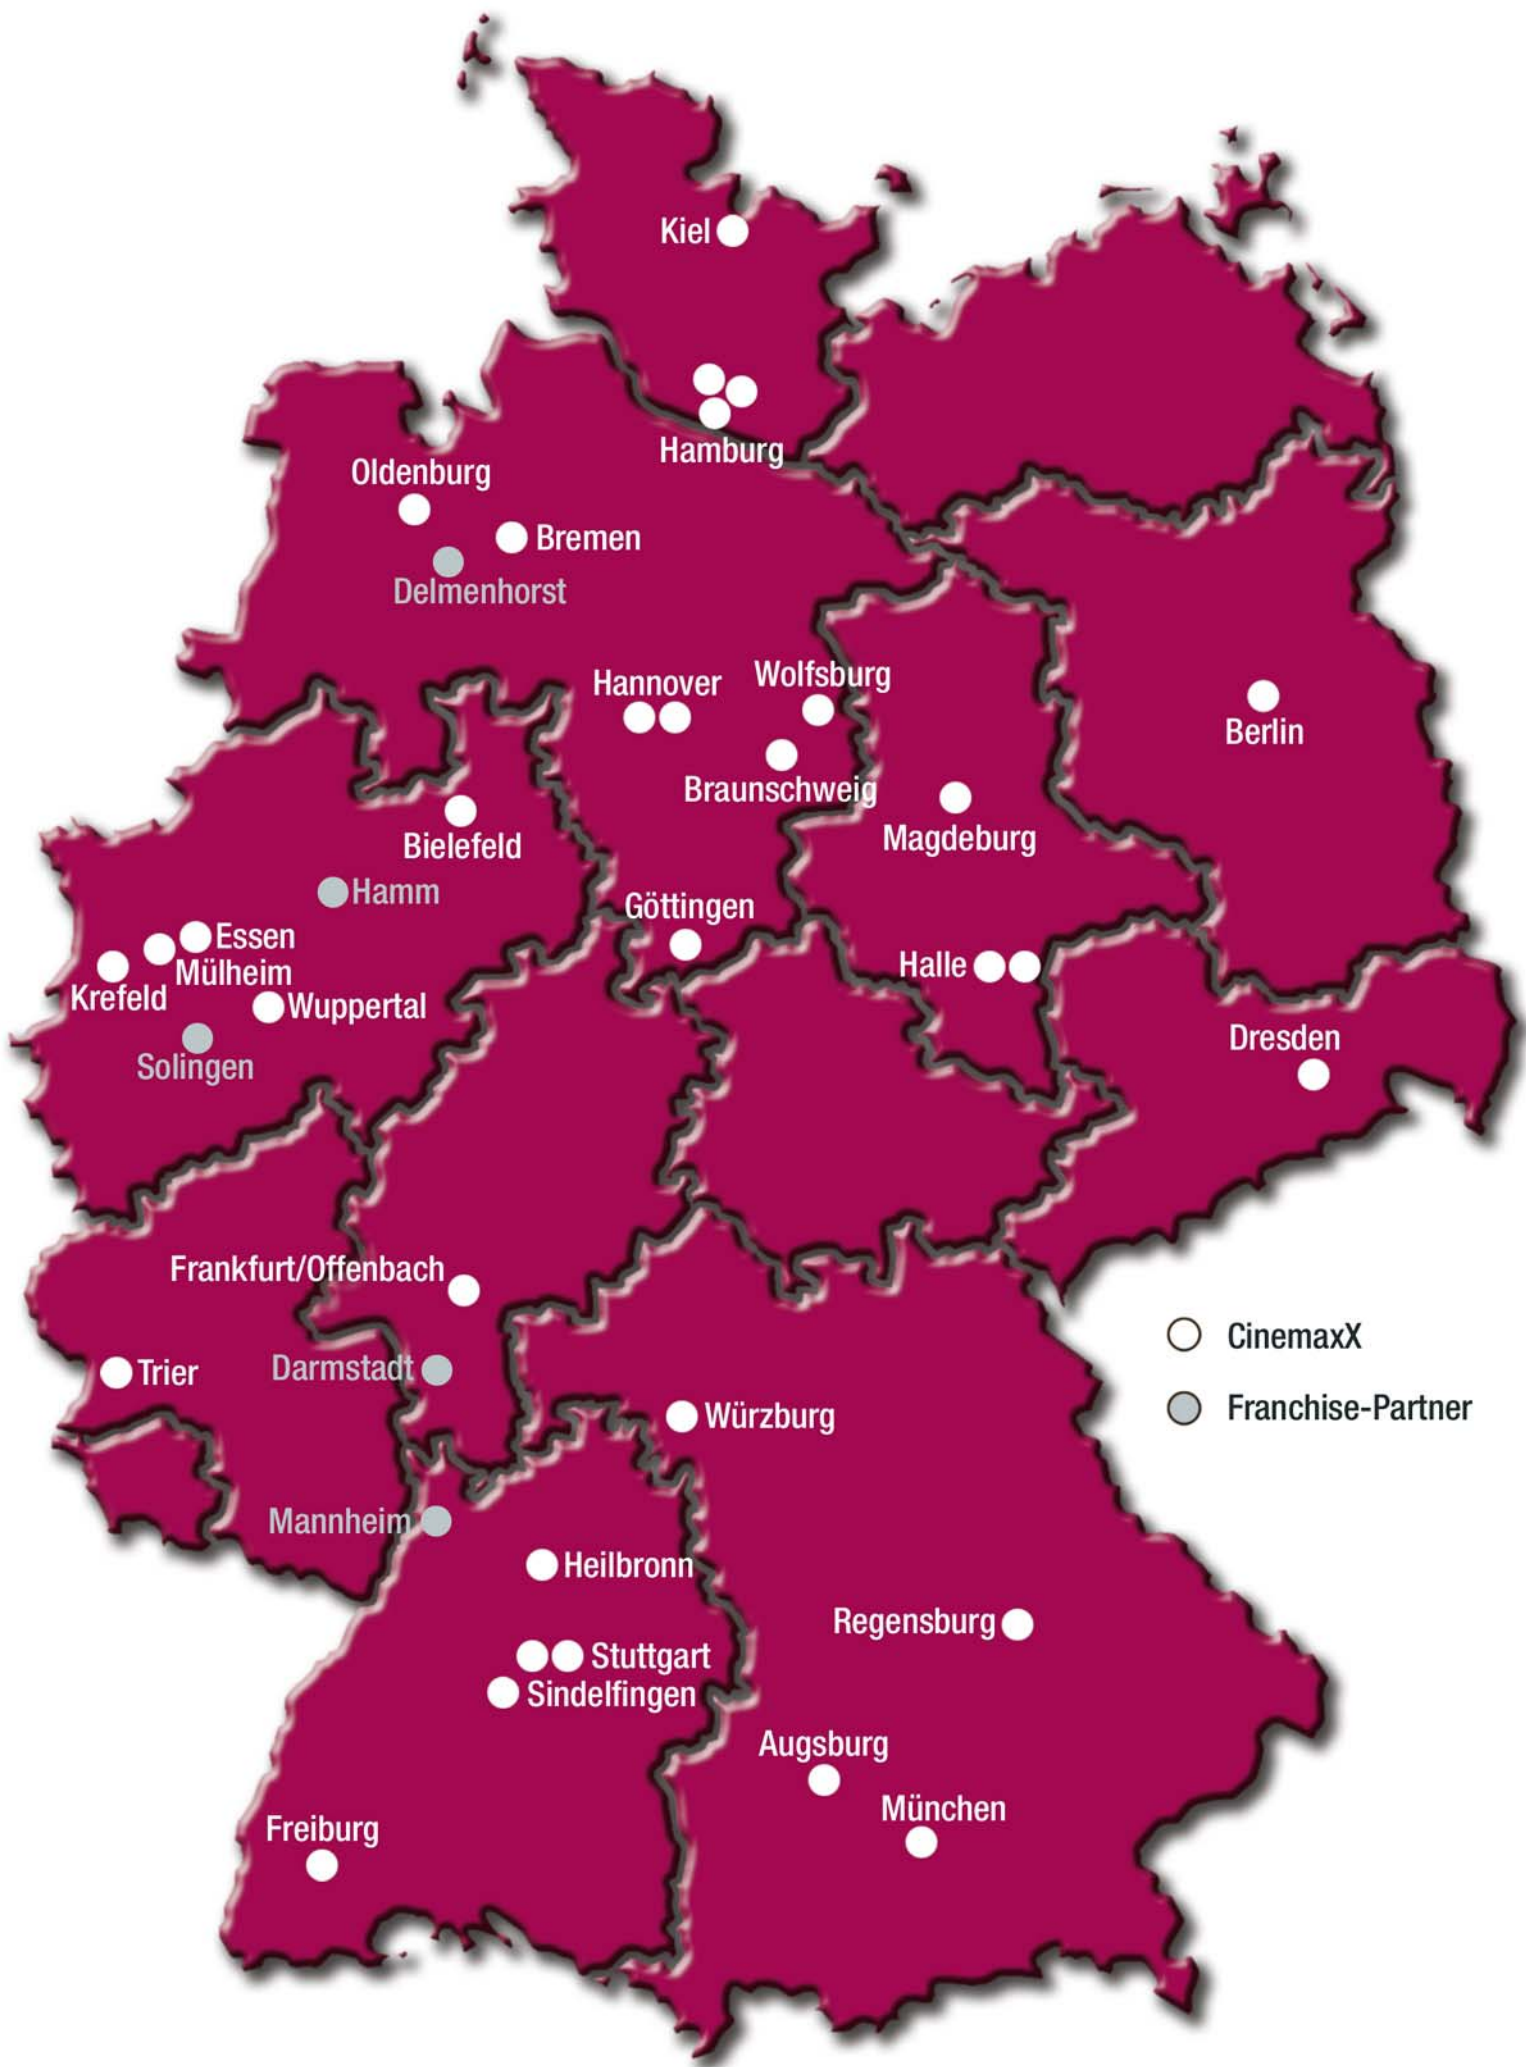 Kiel
Hamburg
Oldenburg
Bremen
Delmenhorst
Hannover
Wolfsburg
Berlin
Braunschweig
Magdeburg
Bielefeld
Hamm
Göttingen
Essen
Halle
Mülheim
Krefeld
Wuppertal
Dresden
Solingen
Frankfurt/Offenbach
CinemaxX
Trier
Darmstadt
Franchise-Partner
Würzburg
Mannheim
Heilbronn
Regensburg
Stuttgart
Sindelfingen
Augsburg
München
Freiburg